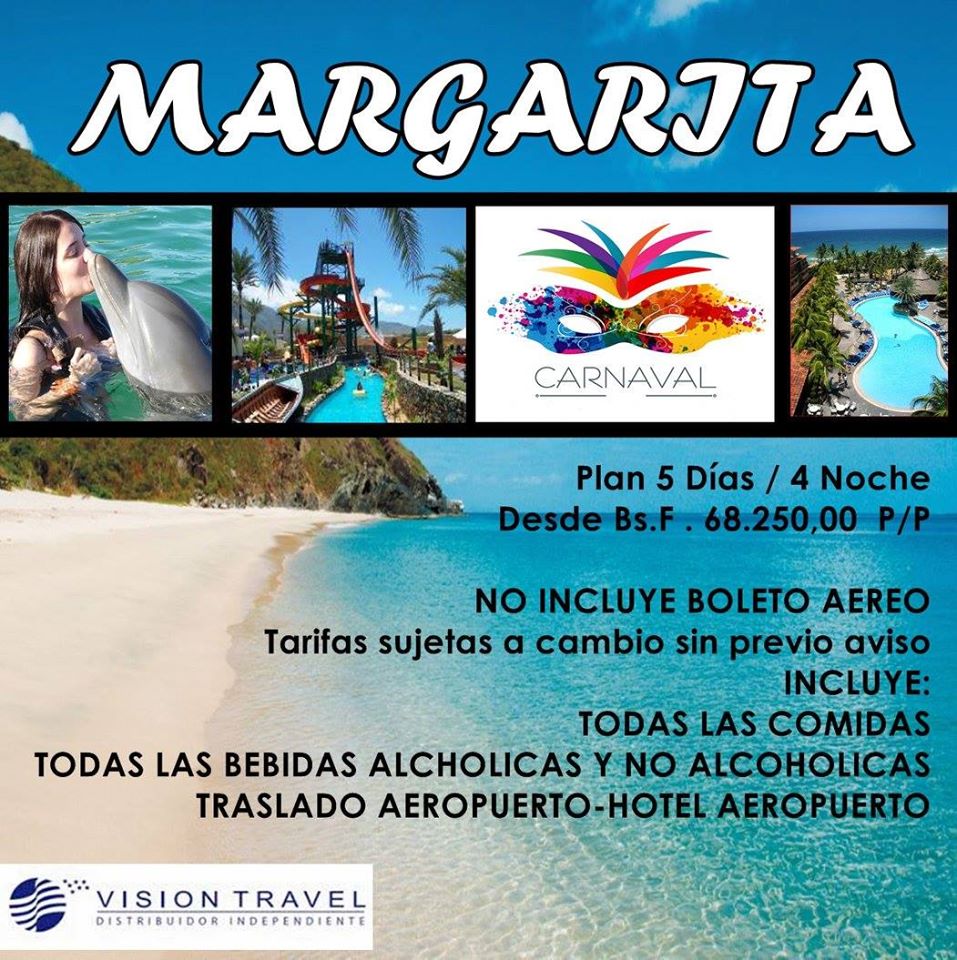 MARGARITA
CARNAVAL
Plan 5 Días / 4 Noche
Desde Bs.F . 68.250,00 P/P
NO INCLUYE BOLETO AEREO
Tarifas sujetas a cambio sin previo aviso
INCLUYE:
TODAS LAS COMIDAS
TODAS LAS BEBIDAS ALCHOLICAS Y NO ALCOHOLICAS
TRASLADO AEROPUERTO-HOTEL AEROPUERTO
VISION TRAVEL
DISTRIBUIDOR INDEPENDIENTE